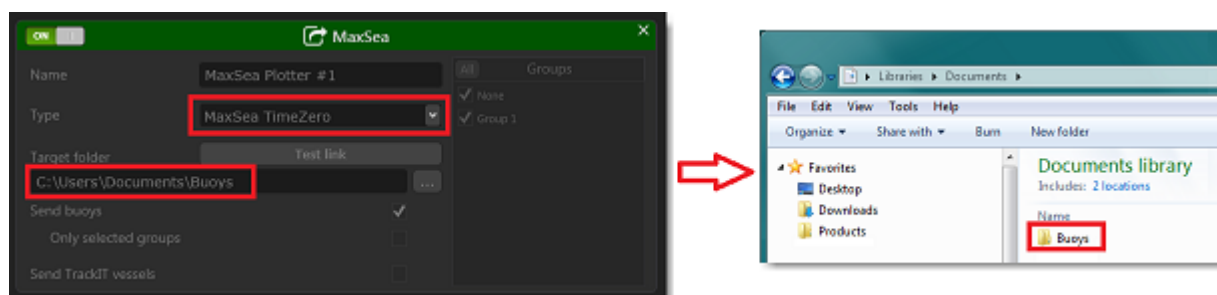 ON
MaxSea
×
Name
MaxSea Plotter #1
All
Groups
None
Type
MaxSea TimeZero
Group 1
Target folder
Test link
C:\Users\Documents\Buoys
...
Send buoys
Only selected groups
Send TrackIT vessels
Libraries
Documents
File Edit View Tools Help
Organize Share with Burn New folder
Favorites
Desktop
Downloads
Products
Documents library
Includes: 2 locations
Name
Buoys